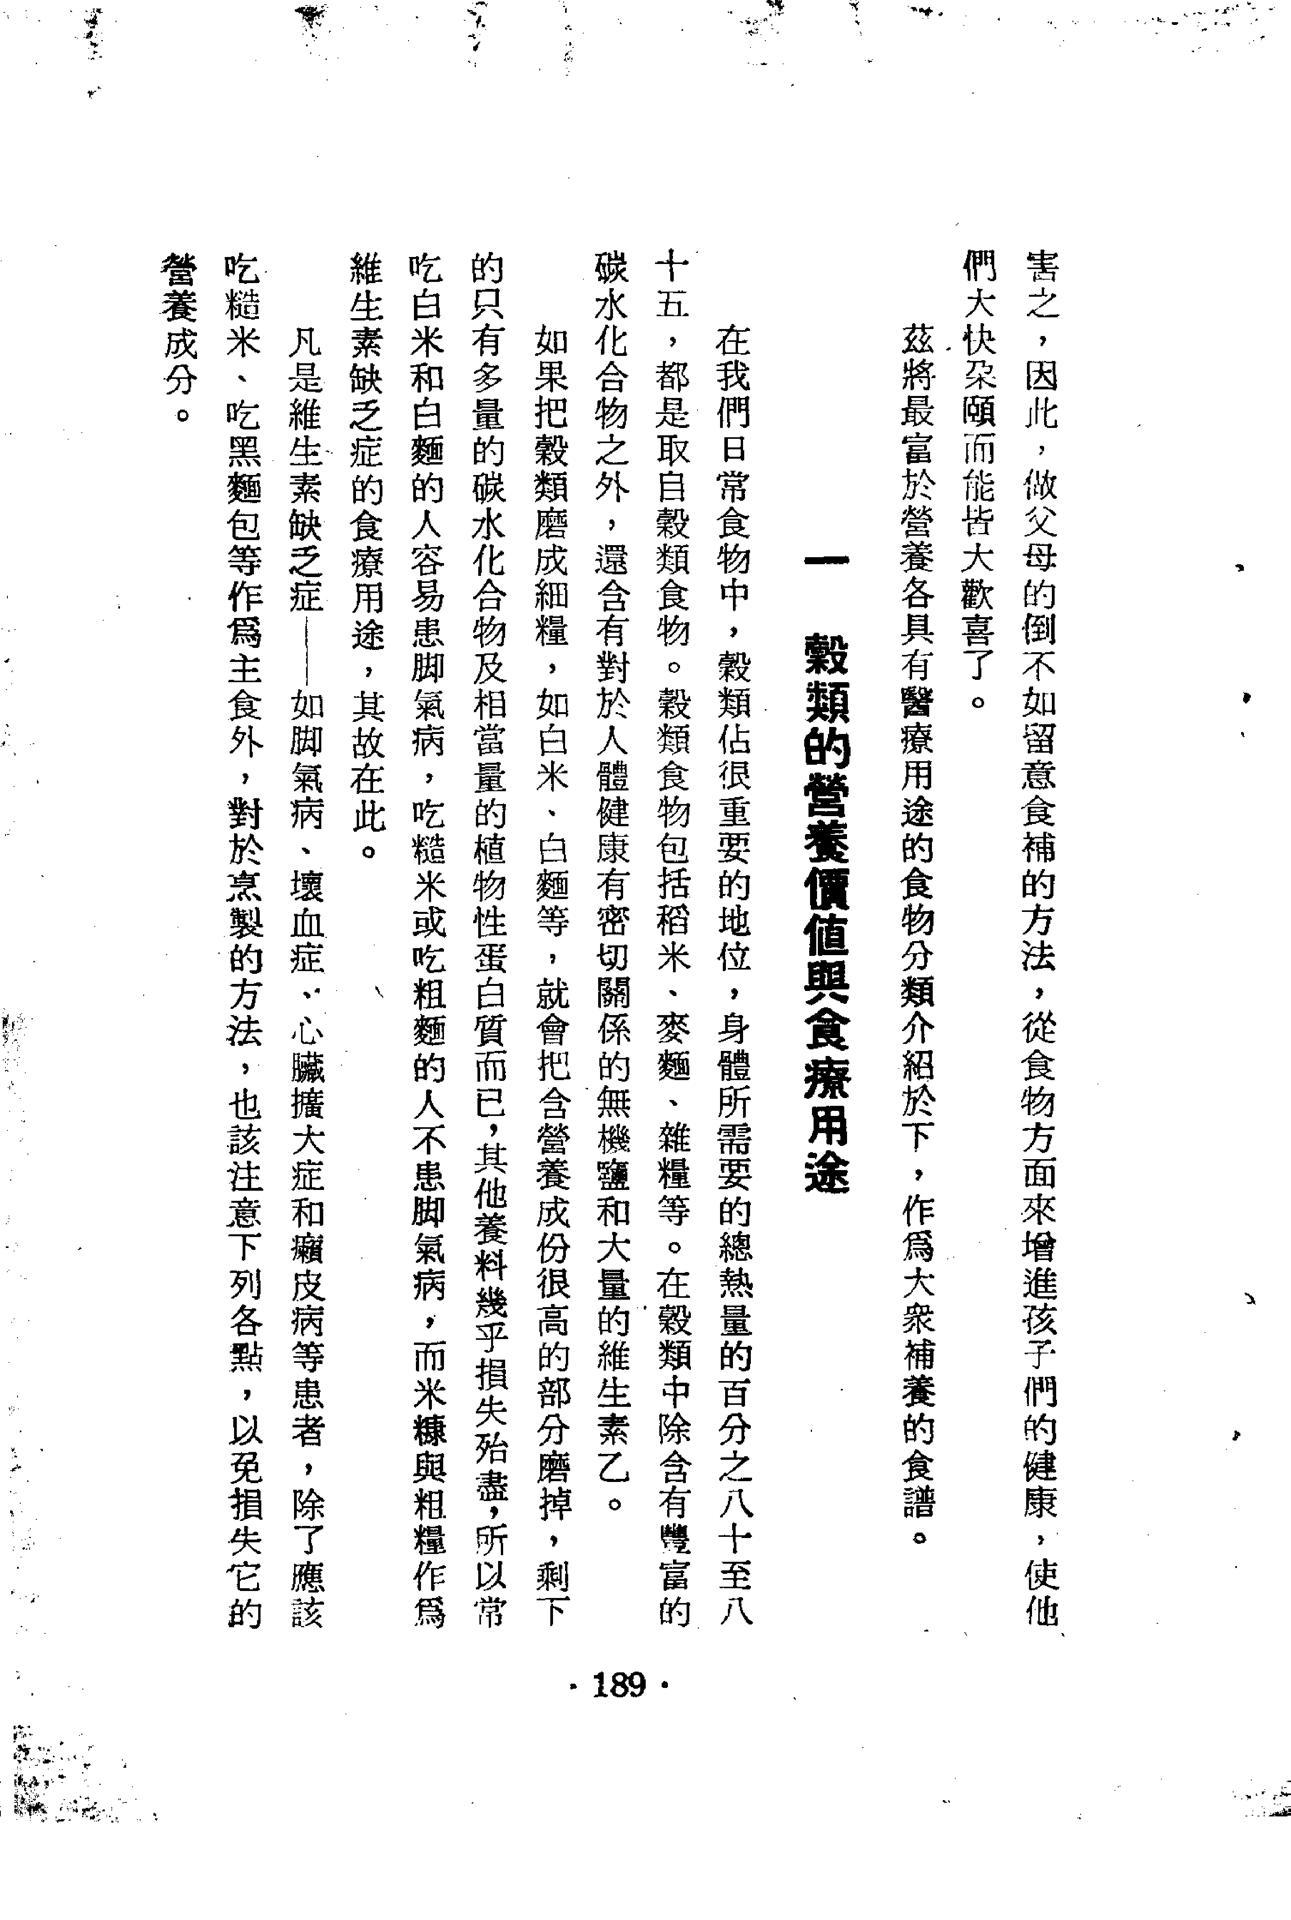 害之，因此，做父母的倒不如留意食補的方法，從食物方面來增進孩子們的健康，使他
們大快朶頤而能皆大歡喜了。
茲將最富於營養各具有醫療用途的食物分類介紹於下，作爲大衆補養的食譜。
一　穀類的營養價値與食療用途
在我們日常食物中，穀類佔很重要的地位，身體所需要的總熱量的百分之八十至八
十五，都是取自穀類食物。穀類食物包括稻米、麥麵、雜糧等。在穀類中除含有豐富的
碳水化合物之外，還含有對於人體健康有密切關係的無機鹽和大量的維生素乙。
如果把穀類磨成細糧，如白米、白麵等，就會把含營養成份很高的部分磨掉，剩下
的只有多量的碳水化合物及相當量的植物性蛋白質而已，其他養料幾乎損失殆盡，所以常
吃白米和白麵的人容易患脚氣病，吃糙米或吃粗麵的人不患脚氣病，而米糠與粗糧作爲
維生素缺乏症的食療用途，其故在此。
凡是維生素缺乏症——如脚氣病、壞血症、心臟擴大症和癩皮病等患者，除了應該
吃糙米、吃黑麵包等作爲主食外，對於烹製的方法，也該注意下列各點，以免損失它的
營養成分。
·189·